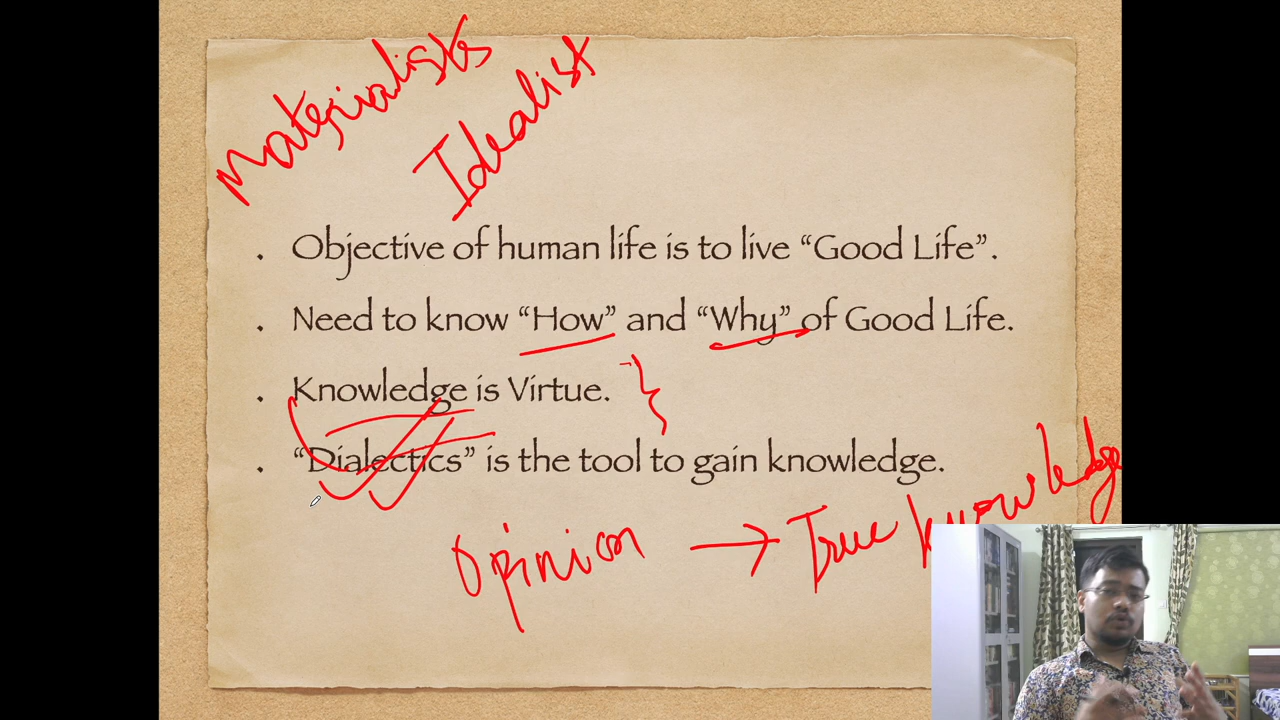 Materialists
Idealist
. Objective of human life is to live “Good Life”.
. Need to know “How” and “Why” of Good Life.
. Knowledge is Virtue.
. “Dialectics” is the tool to gain knowledge.
Opinion → True knowledge